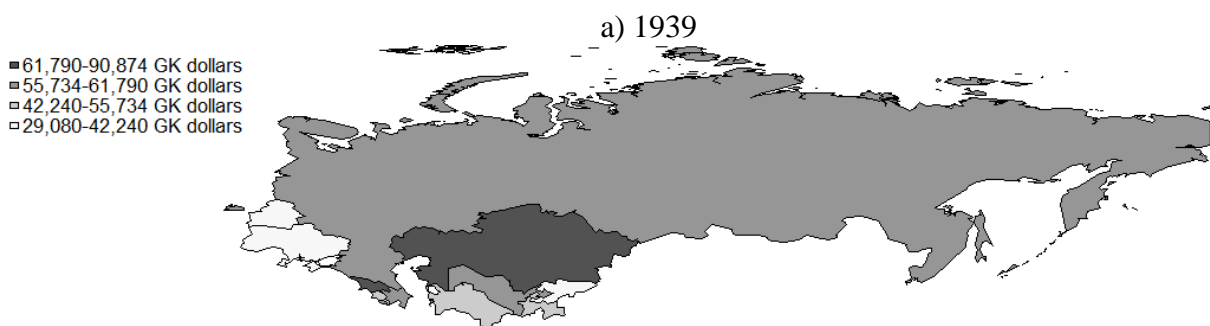 a) 1939
61,790-90,874 GK dollars
55,734-61,790 GK dollars
42,240-55,734 GK dollars
29,080-42,240 GK dollars